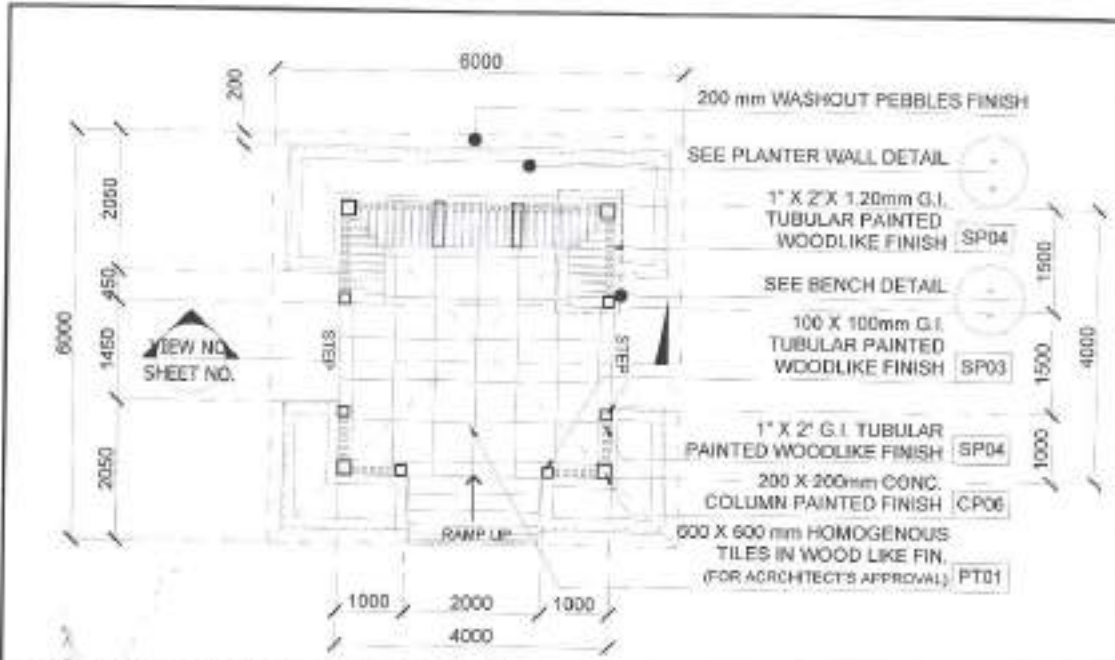 6000
200
200 mm WASHOUT PEBBLES FINISH
SEE PLANTER WALL DETAIL
1" X 2"X 1.20mm G.I.
TUBULAR PAINTED
WOODLIKE FINISH SP04
SEE BENCH DETAIL
100 X 100mm G.I.
TUBULAR PAINTED
WOODLIKE FINISH SP03
1" X 2" G.I. TUBULAR
PAINTED WOODLIKE FINISH SP04
200 X 200mm CONC.
COLUMN PAINTED FINISH CP06
600 X 600 mm HOMOGENOUS
TILES IN WOOD LIKE FIN.
(FOR ACRCHITECT'S APPROVAL) PT01
6000
2050
450
1450
2050
VIEW NO.
SHEET NO.
STEP
STEP
RAMP UP
1500
1500
1000
4000
1000
2000
1000
4000